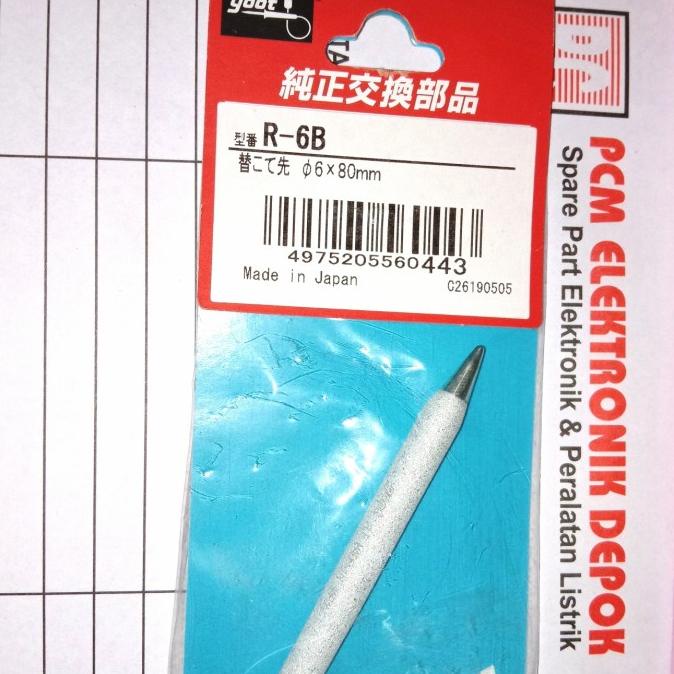 goot
純正交換部品
型番 R-6B
替こて先 φ6×80mm
4975205560443
Made in Japan
C26190505
TA
PCM ELEKTRONIK DEPOK
Spare Part Elektronik & Peralatan Listrik